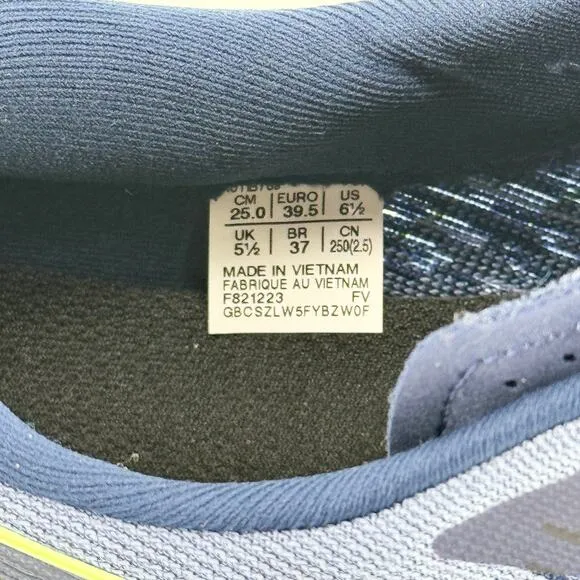 CM | EURO | US
25.0 | 39.5 | 6½
UK | BR | CN
5½ | 37 | 250(2.5)
MADE IN VIETNAM
FABRIQUE AU VIETNAM
F821223 FV
GBCSZLW5FYBZW0F